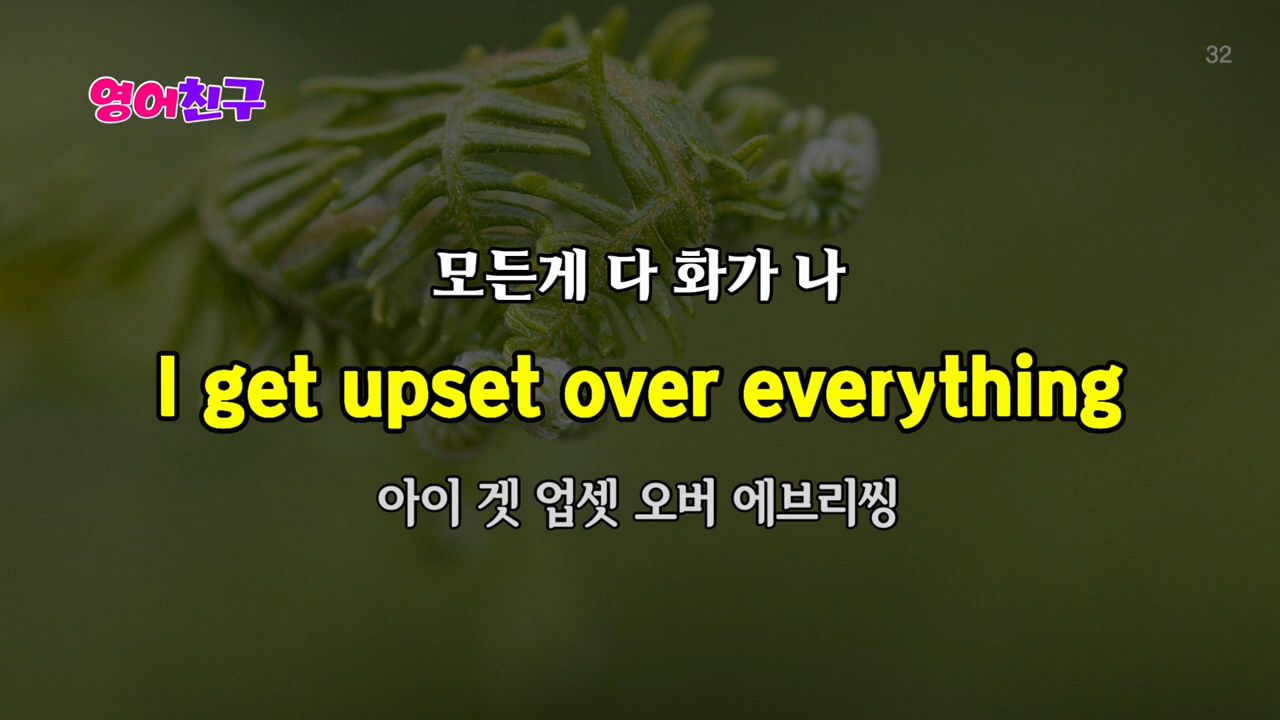 32
영어친구
모든게 다 화가 나
I get upset over everything
아이 겟 업셋 오버 에브리씽